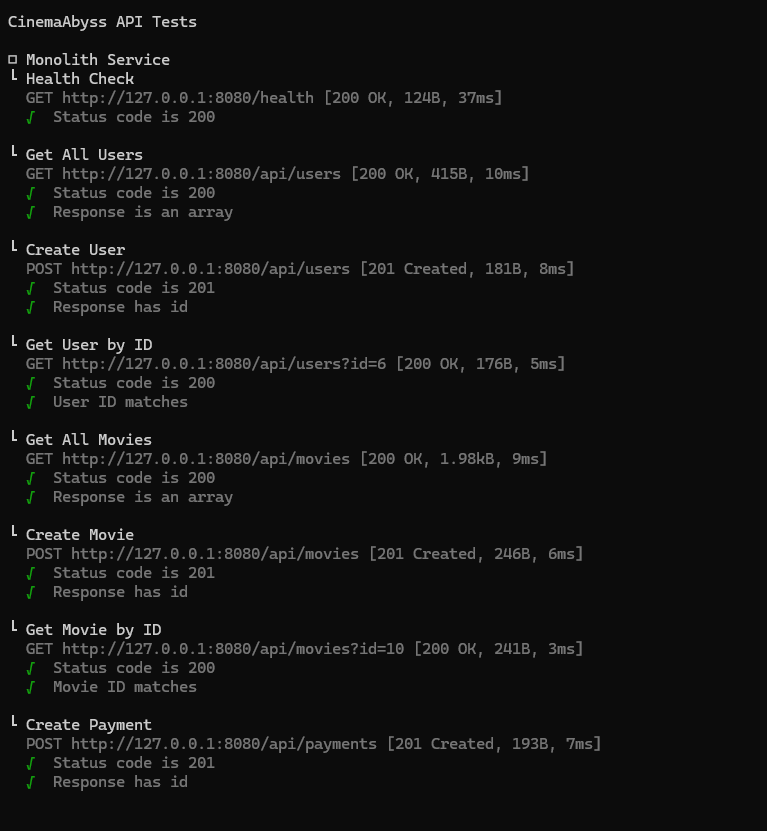 CinemaAbyss API Tests
□ Monolith Service
└ Health Check
GET http://127.0.0.1:8080/health [200 OK, 124B, 37ms]
√ Status code is 200
└ Get All Users
GET http://127.0.0.1:8080/api/users [200 OK, 415B, 10ms]
√ Status code is 200
√ Response is an array
└ Create User
POST http://127.0.0.1:8080/api/users [201 Created, 181B, 8ms]
√ Status code is 201
√ Response has id
└ Get User by ID
GET http://127.0.0.1:8080/api/users?id=6 [200 OK, 176B, 5ms]
√ Status code is 200
√ User ID matches
└ Get All Movies
GET http://127.0.0.1:8080/api/movies [200 OK, 1.98kB, 9ms]
√ Status code is 200
√ Response is an array
└ Create Movie
POST http://127.0.0.1:8080/api/movies [201 Created, 246B, 6ms]
√ Status code is 201
√ Response has id
└ Get Movie by ID
GET http://127.0.0.1:8080/api/movies?id=10 [200 OK, 241B, 3ms]
√ Status code is 200
√ Movie ID matches
└ Create Payment
POST http://127.0.0.1:8080/api/payments [201 Created, 193B, 7ms]
√ Status code is 201
√ Response has id